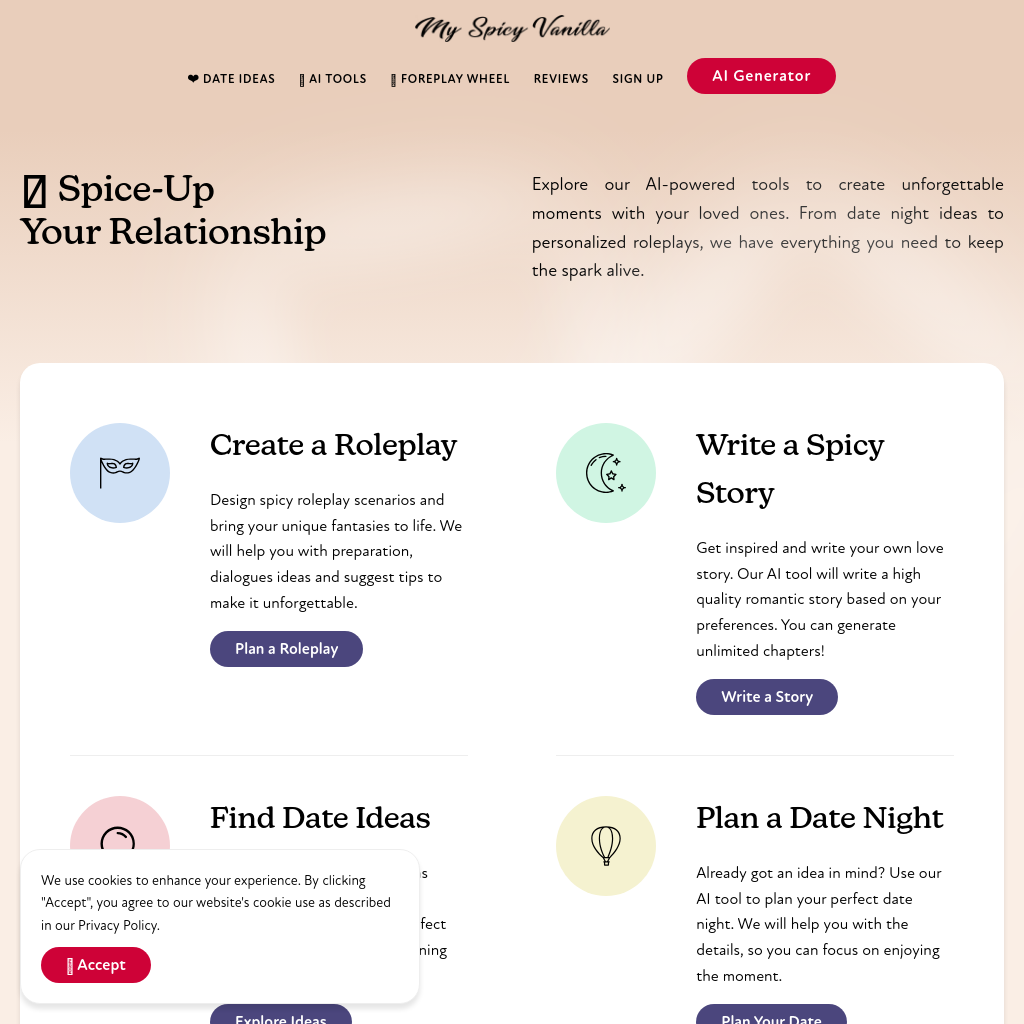 My Spicy Vanilla
❤ DATE IDEAS
AI TOOLS
FOREPLAY WHEEL
REVIEWS
SIGN UP
AI Generator
Spice-Up
Your Relationship
Explore our AI-powered tools to create unforgettable
moments with your loved ones. From date night ideas to
personalized roleplays, we have everything you need to keep
the spark alive.
Create a Roleplay
Design spicy roleplay scenarios and
bring your unique fantasies to life. We
will help you with preparation,
dialogues ideas and suggest tips to
make it unforgettable.
Plan a Roleplay
Write a Spicy
Story
Get inspired and write your own love
story. Our AI tool will write a high
quality romantic story based on your
preferences. You can generate
unlimited chapters!
Write a Story
Find Date Ideas
Explore Ideas
Plan a Date Night
Already got an idea in mind? Use our
AI tool to plan your perfect date
night. We will help you with the
details, so you can focus on enjoying
the moment.
Plan Your Date
We use cookies to enhance your experience. By clicking
"Accept", you agree to our website's cookie use as described
in our Privacy Policy.
Accept